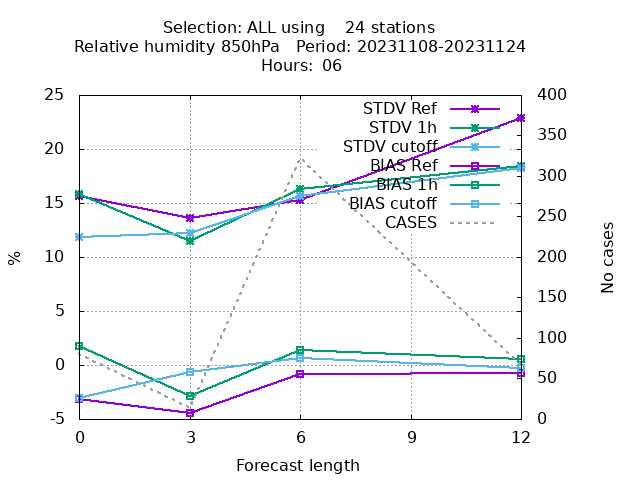 Selection: ALL using    24 stations
Relative humidity 850hPa   Period: 20231108-20231124
Hours: 06
STDV Ref
STDV 1h
STDV cutoff
BIAS Ref
BIAS 1h
BIAS cutoff
CASES
25
20
15
10
5
0
-5
%
400
350
300
250
200
150
100
50
0
No cases
0 3 6 9 12
Forecast length